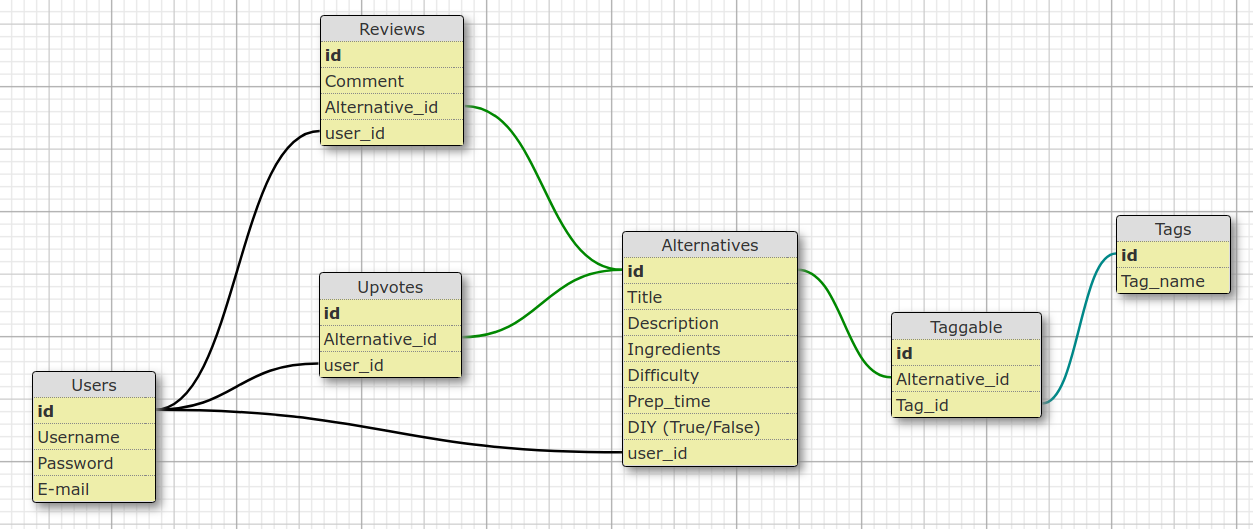 Reviews
id
Comment
Alternative_id
user_id
Upvotes
id
Alternative_id
user_id
Users
id
Username
Password
E-mail
Alternatives
id
Title
Description
Ingredients
Difficulty
Prep_time
DIY (True/False)
user_id
Taggable
id
Alternative_id
Tag_id
Tags
id
Tag_name